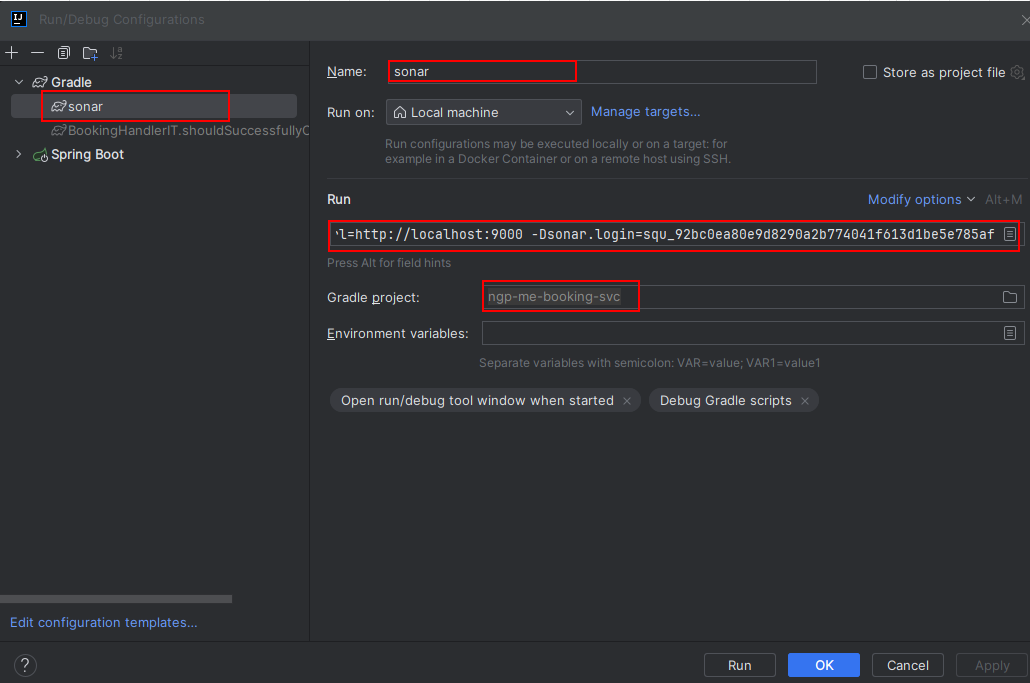 Run/Debug Configurations
Gradle
sonar
BookingHandlerIT.shouldSuccessfullyC
Spring Boot
Edit configuration templates...
Name:
sonar
Store as project file
Run on:
Local machine
Manage targets...
Run configurations may be executed locally or on a target: for
example in a Docker Container or on a remote host using SSH.
Run
Modify options
Alt+M
l=http://localhost:9000 -Dsonar.login=squ_92bc0ea80e9d8290a2b774041f613d1be5e785af
Press Alt for field hints
Gradle project:
ngp-me-booking-svc
Environment variables:
Separate variables with semicolon: VAR=value; VAR1=value1
Open run/debug tool window when started
Debug Gradle scripts
?
Run
OK
Cancel
Apply